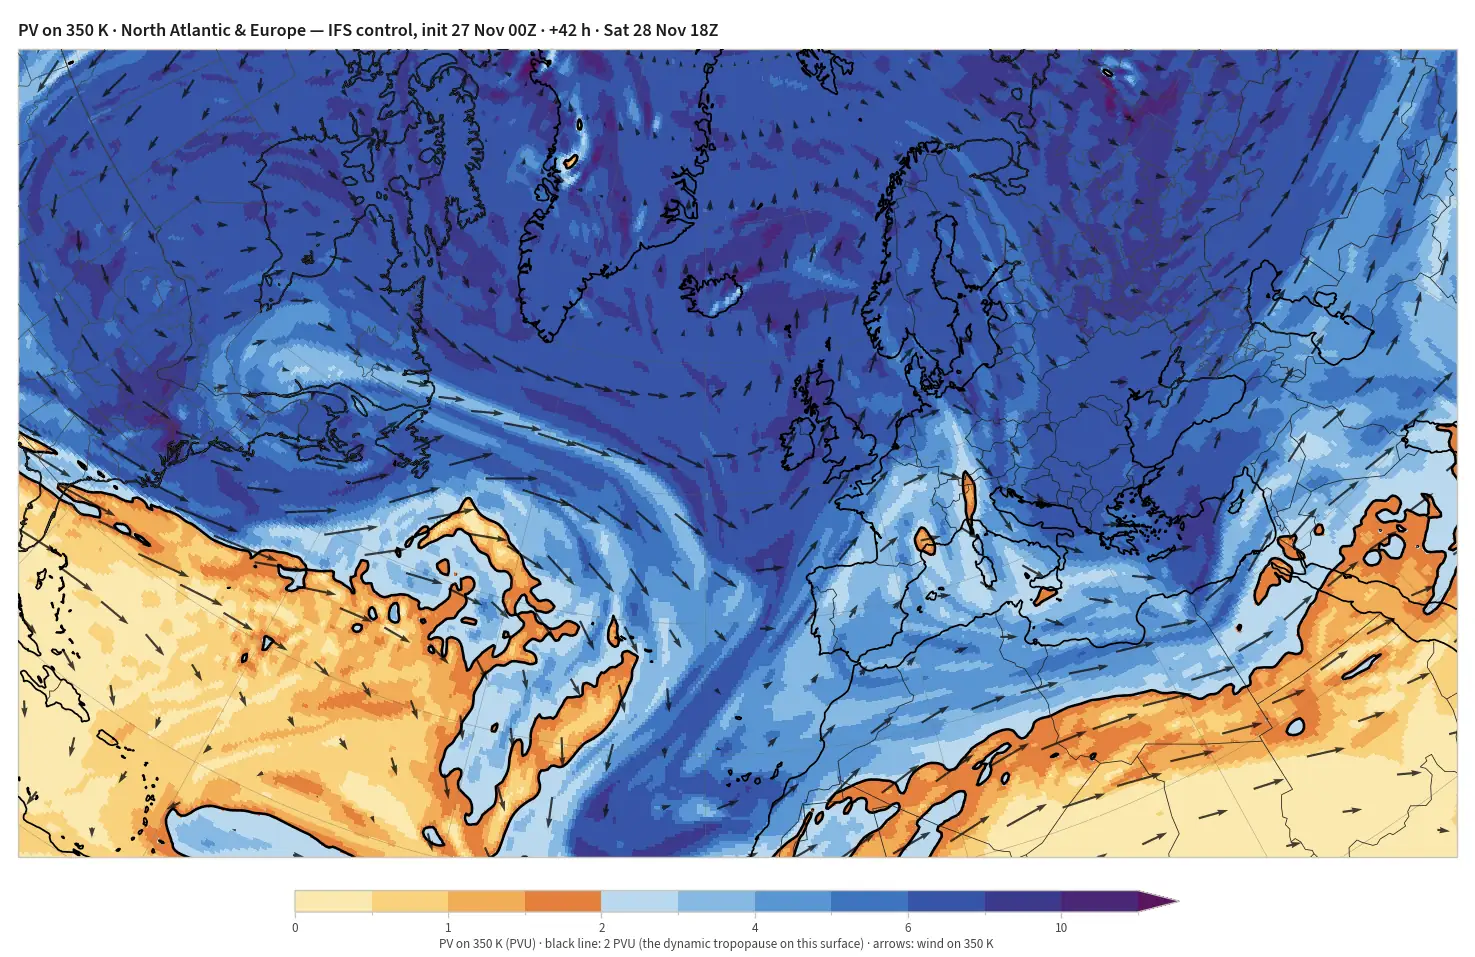 PV on 350 K · North Atlantic & Europe — IFS control, init 27 Nov 00Z · +42 h · Sat 28 Nov 18Z
0 1 2 4 6 10
PV on 350 K (PVU) · black line: 2 PVU (the dynamic tropopause on this surface) · arrows: wind on 350 K